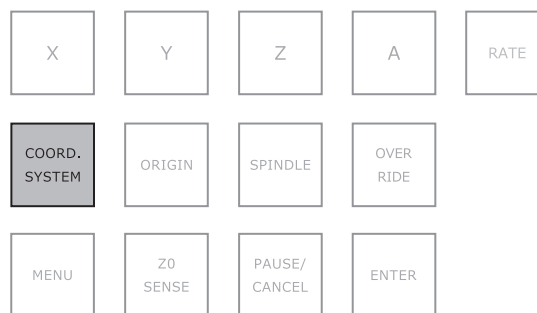 X
Y
Z
A
RATE
COORD.
SYSTEM
ORIGIN
SPINDLE
OVER
RIDE
MENU
Z0
SENSE
PAUSE/
CANCEL
ENTER